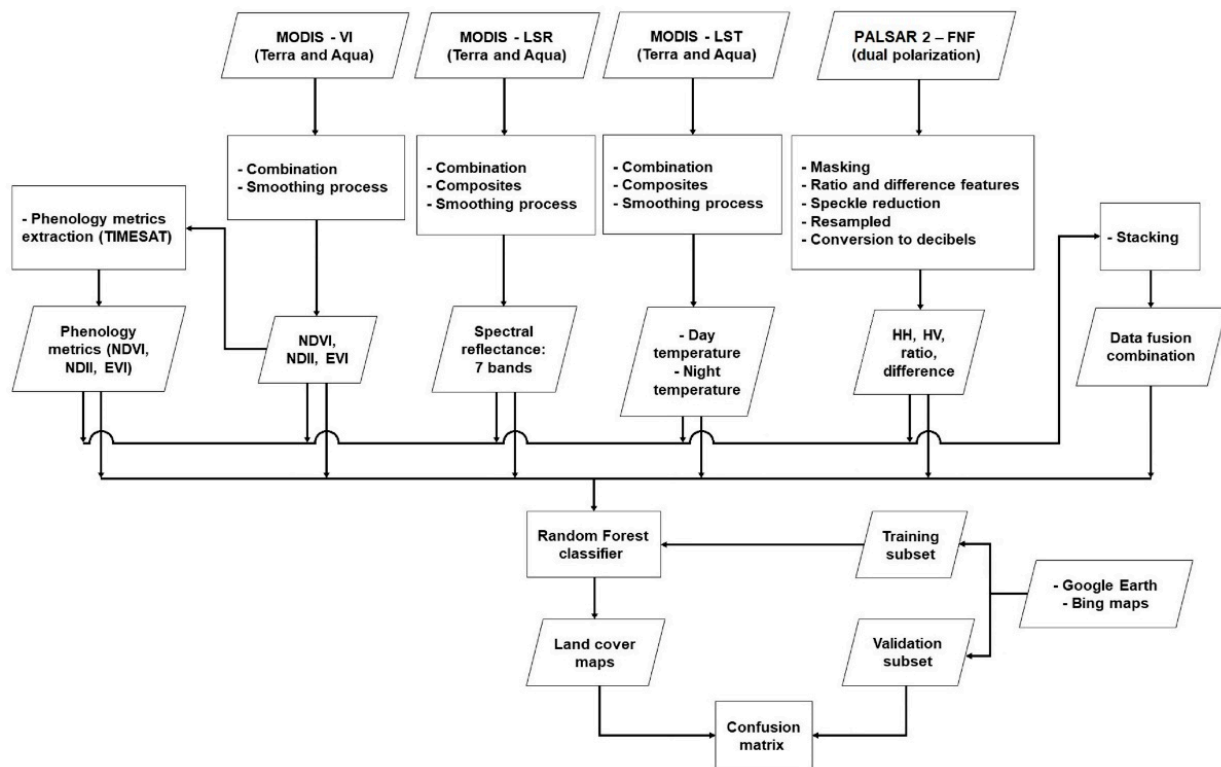 MODIS - VI
(Terra and Aqua)
MODIS - LSR
(Terra and Aqua)
MODIS - LST
(Terra and Aqua)
PALSAR 2 – FNF
(dual polarization)
- Combination
- Smoothing process
- Combination
- Composites
- Smoothing process
- Combination
- Composites
- Smoothing process
- Masking
- Ratio and difference features
- Speckle reduction
- Resampled
- Conversion to decibels
- Phenology metrics
extraction (TIMESAT)
- Stacking
Phenology
metrics (NDVI,
NDII, EVI)
NDVI,
NDII, EVI
Spectral
reflectance:
7 bands
- Day
temperature
- Night
temperature
HH, HV,
ratio,
difference
Data fusion
combination
Random Forest
classifier
Training
subset
- Google Earth
- Bing maps
Land cover
maps
Validation
subset
Confusion
matrix